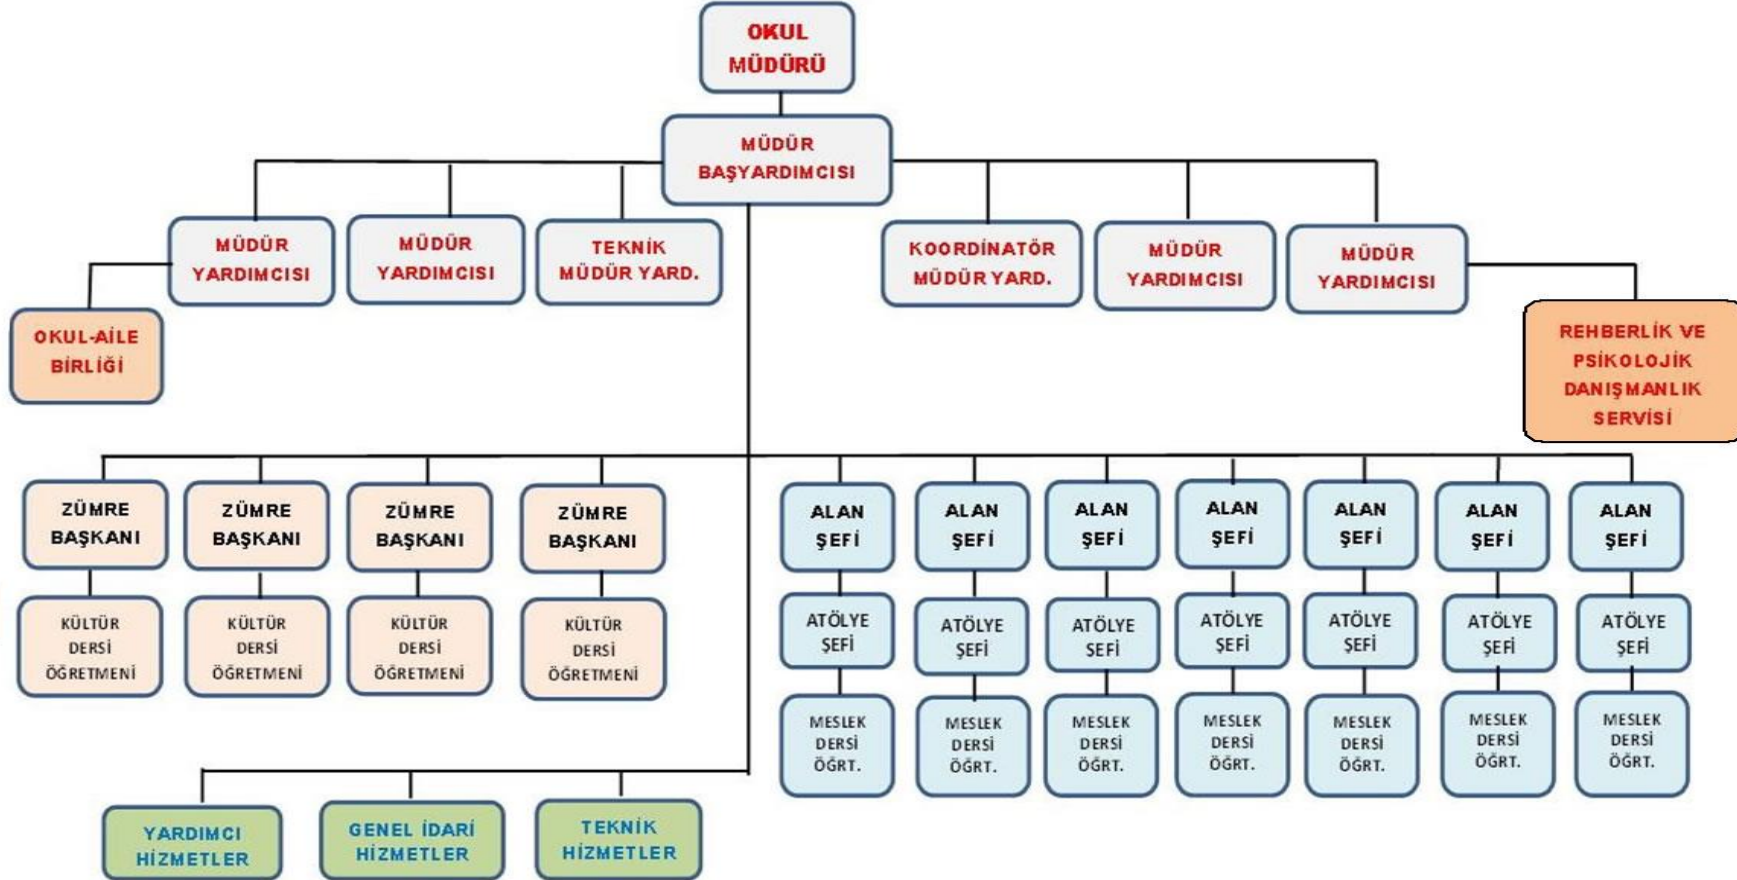 OKUL
MÜDÜRÜ
MÜDÜR
BAŞYARDIMCISI
MÜDÜR
YARDIMCISI
MÜDÜR
YARDIMCISI
TEKNİK
MÜDÜR YARD.
KOORDİNATÖR
MÜDÜR YARD.
MÜDÜR
YARDIMCISI
MÜDÜR
YARDIMCISI
OKUL-AİLE
BİRLİĞİ
REHBERLİK VE
PSİKOLOJİK
DANIŞMANLIK
SERVİSİ
ZÜMRE
BAŞKANI
ZÜMRE
BAŞKANI
ZÜMRE
BAŞKANI
ZÜMRE
BAŞKANI
ALAN
ŞEFİ
ALAN
ŞEFİ
ALAN
ŞEFİ
ALAN
ŞEFİ
ALAN
ŞEFİ
ALAN
ŞEFİ
ALAN
ŞEFİ
KÜLTÜR
DERSİ
ÖĞRETMENİ
KÜLTÜR
DERSİ
ÖĞRETMENİ
KÜLTÜR
DERSİ
ÖĞRETMENİ
KÜLTÜR
DERSİ
ÖĞRETMENİ
ATÖLYE
ŞEFİ
ATÖLYE
ŞEFİ
ATÖLYE
ŞEFİ
ATÖLYE
ŞEFİ
ATÖLYE
ŞEFİ
ATÖLYE
ŞEFİ
ATÖLYE
ŞEFİ
MESLEK
DERSİ
ÖĞRT.
MESLEK
DERSİ
ÖĞRT.
MESLEK
DERSİ
ÖĞRT.
MESLEK
DERSİ
ÖĞRT.
MESLEK
DERSİ
ÖĞRT.
MESLEK
DERSİ
ÖĞRT.
MESLEK
DERSİ
ÖĞRT.
YARDIMCI
HİZMETLER
GENEL İDARİ
HİZMETLER
TEKNİK
HİZMETLER